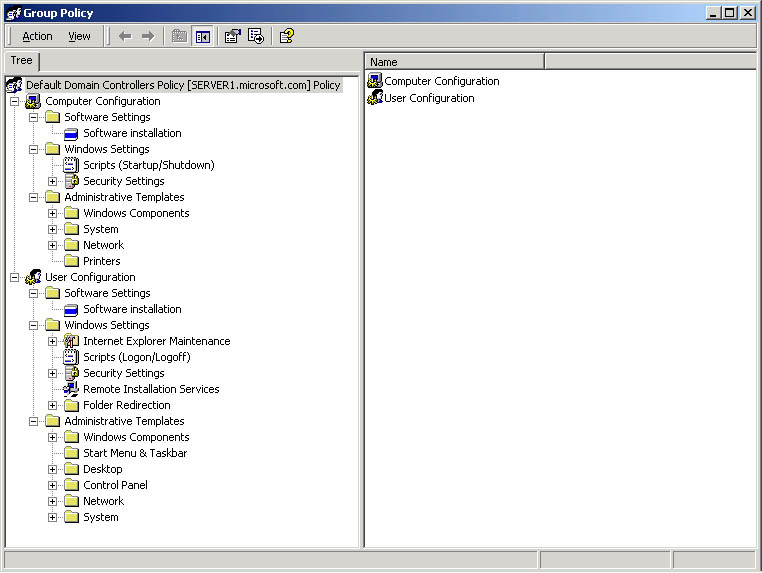 Group Policy
Action View
Tree
Default Domain Controllers Policy [SERVER1.microsoft.com] Policy
Computer Configuration
Software Settings
Software installation
Windows Settings
Scripts (Startup/Shutdown)
Security Settings
Administrative Templates
Windows Components
System
Network
Printers
User Configuration
Software Settings
Software installation
Windows Settings
Internet Explorer Maintenance
Scripts (Logon/Logoff)
Security Settings
Remote Installation Services
Folder Redirection
Administrative Templates
Windows Components
Start Menu & Taskbar
Desktop
Control Panel
Network
System
Name
Computer Configuration
User Configuration